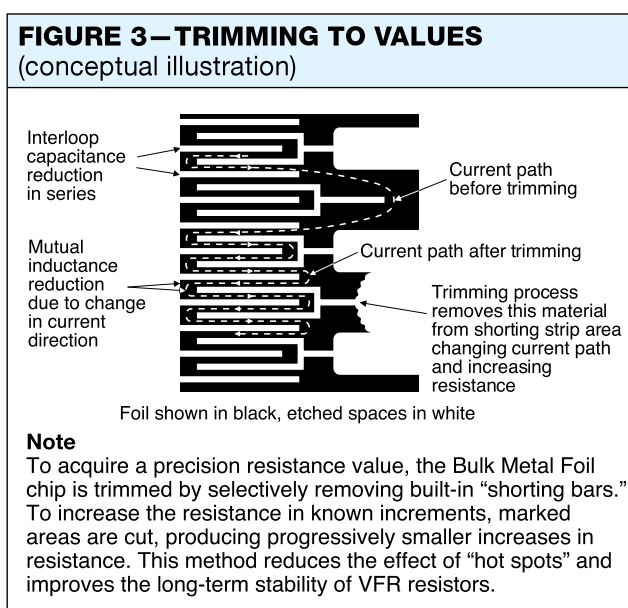 FIGURE 3—TRIMMING TO VALUES
(conceptual illustration)
Interloop
capacitance
reduction
in series
Current path
before trimming
Mutual
inductance
reduction
due to change
in current
direction
Current path after trimming
Trimming process
removes this material
from shorting strip area
changing current path
and increasing
resistance
Foil shown in black, etched spaces in white
Note
To acquire a precision resistance value, the Bulk Metal Foil
chip is trimmed by selectively removing built-in “shorting bars.”
To increase the resistance in known increments, marked
areas are cut, producing progressively smaller increases in
resistance. This method reduces the effect of “hot spots” and
improves the long-term stability of VFR resistors.